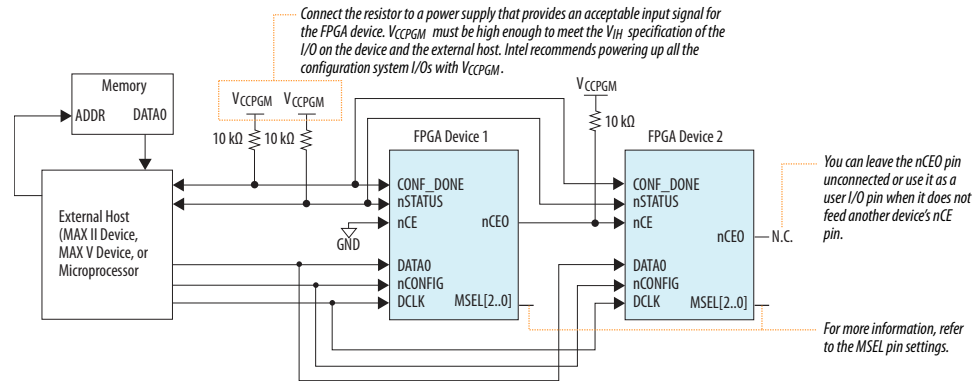 Connect the resistor to a power supply that provides an acceptable input signal for
the FPGA device. VCCPGM must be high enough to meet the VIH specification of the
I/O on the device and the external host. Intel recommends powering up all the
configuration system I/Os with VCCPGM.
Memory
ADDR
DATA0
VCCPGM
VCCPGM
VCCPGM
10 kΩ
10 kΩ
10 kΩ
FPGA Device 1
FPGA Device 2
External Host
(MAX II Device,
MAX V Device, or
Microprocessor
GND
CONF_DONE
nSTATUS
nCE
nCEO
DATA0
nCONFIG
DCLK
MSEL[2..0]
CONF_DONE
nSTATUS
nCE
nCEO
N.C.
DATA0
nCONFIG
DCLK
MSEL[2..0]
You can leave the nCEO pin
unconnected or use it as a
user I/O pin when it does not
feed another device's nCE
pin.
For more information, refer
to the MSEL pin settings.